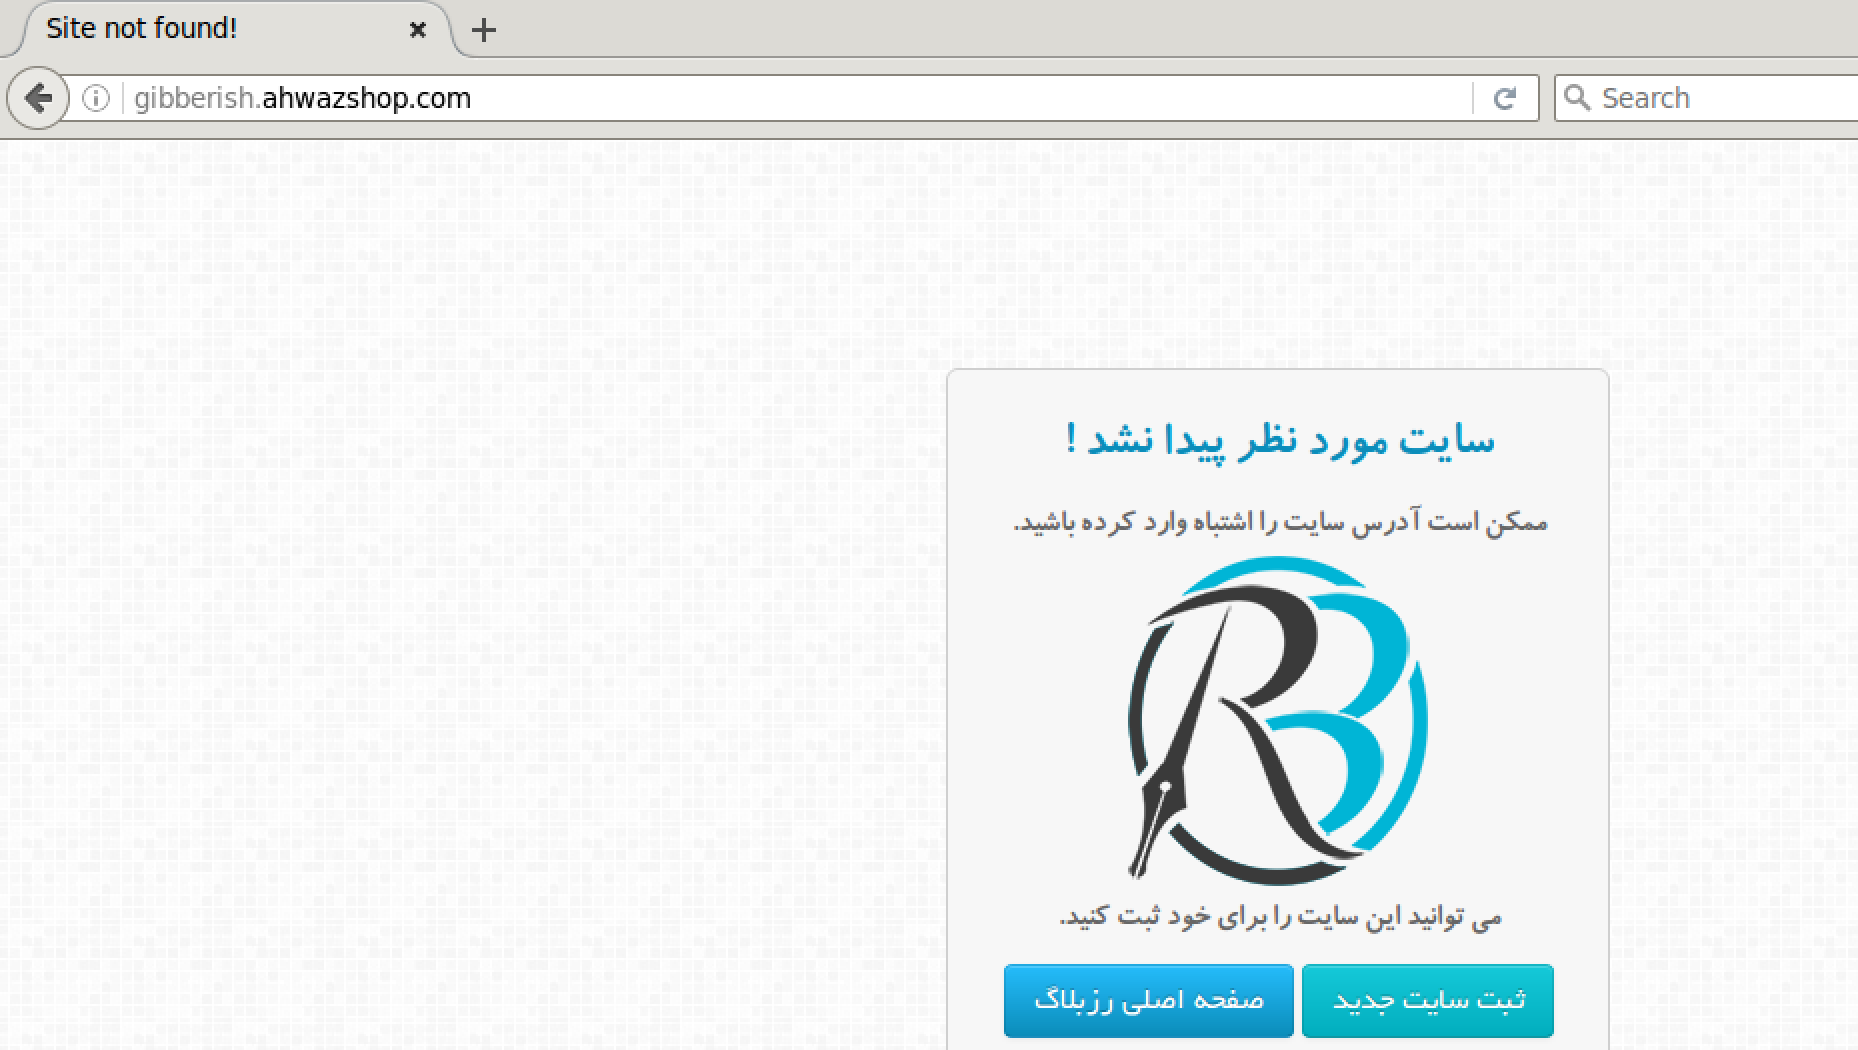 Site not found!
gibberish.ahwazshop.com
Search
سایت مورد نظر پیدا نشد !
ممکن است آدرس سایت را اشتباه وارد کرده باشید.
RB
می توانید این سایت را برای خود ثبت کنید.
ثبت سایت جدید
صفحه اصلی رزبلاگ